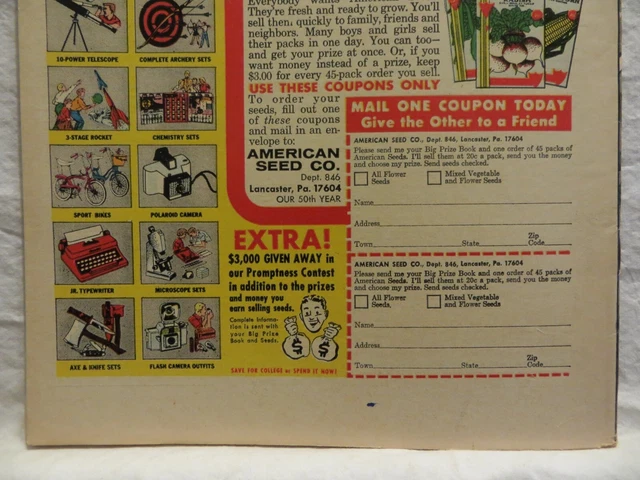 10-POWER TELESCOPE
COMPLETE ARCHERY SETS
3-STAGE ROCKET
CHEMISTRY SETS
SPORT BIKES
POLAROID CAMERA
JR. TYPEWRITER
MICROSCOPE SETS
AXE & KNIFE SETS
FLASH CAMERA OUTFITS
They're fresh and ready to grow. You'll
sell them quickly to family, friends and
neighbors. Many boys and girls sell
their packs in one day. You can too—
and get your prize at once. Or, if you
want money instead of a prize, keep
$3.00 for every 45-pack order you sell.
USE THESE COUPONS ONLY
To order your
seeds, fill out one
of these coupons
and mail in an en-
velope to:
AMERICAN
SEED CO.
Dept. 846
Lancaster, Pa. 17604
OUR 50th YEAR
EXTRA!
$3,000 GIVEN AWAY in
our Promptness Contest
in addition to the prizes
and money you
earn selling seeds.
Complete Informa-
tion is sent with
your Big Prize
Book and Seeds.
$ $
SAVE FOR COLLEGE or SPEND IT NOW!
MAIL ONE COUPON TODAY
Give the Other to a Friend
AMERICAN SEED CO., Dept. 846, Lancaster, Pa. 17604
Please send me your Big Prize Book and one order of 45 packs of
American Seeds. I'll sell them at 20c a pack, send you the money
and choose my prize. Send seeds checked.
All Flower Seeds
Mixed Vegetable and Flower Seeds
Name
Address
Town State Zip Code
AMERICAN SEED CO., Dept. 846, Lancaster, Pa. 17604
Please send me your Big Prize Book and one order of 45 packs of
American Seeds. I'll sell them at 20c a pack, send you the money
and choose my prize. Send seeds checked.
All Flower Seeds
Mixed Vegetable and Flower Seeds
Name
Address
Town State Zip Code